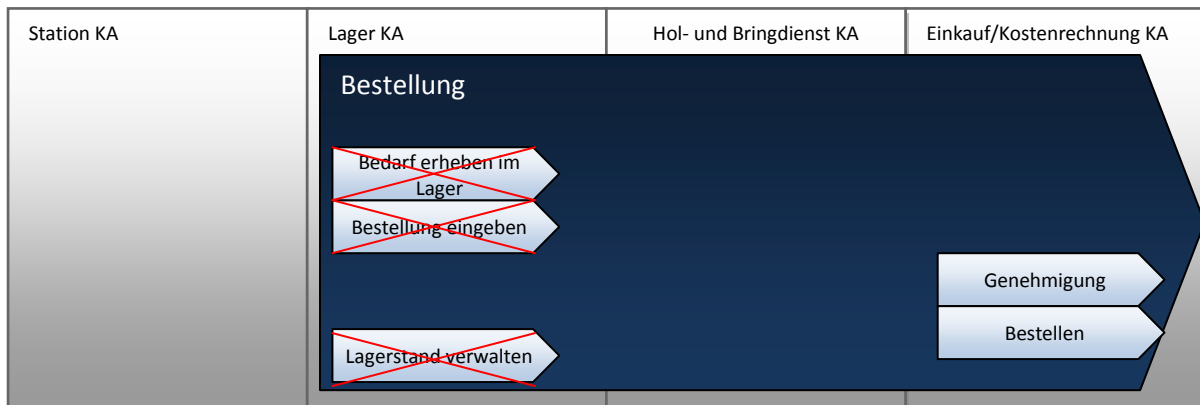 Station KA
Lager KA
Hol- und Bringdienst KA
Einkauf/Kostenrechnung KA
Bestellung
Bedarf erheben im
Lager
Bestellung eingeben
Genehmigung
Bestellen
Lagerstand verwalten